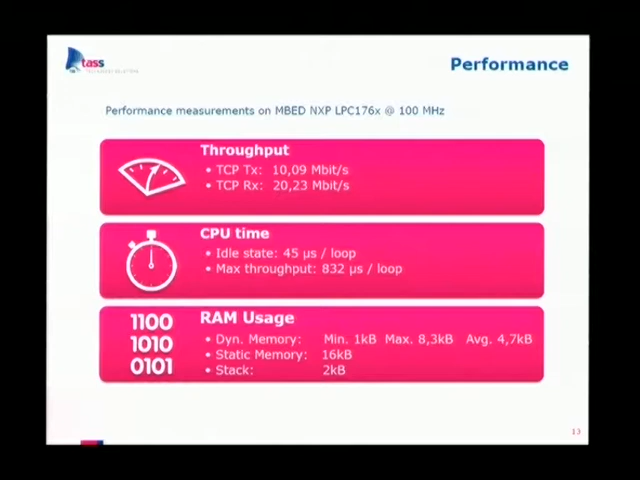 tass
Performance
Performance measurements on MBED NXP LPC176x @ 100 MHz
Throughput
• TCP Tx: 10,09 Mbit/s
• TCP Rx: 20,23 Mbit/s
CPU time
• Idle state: 45 µs / loop
• Max throughput: 832 µs / loop
1100
1010
0101
RAM Usage
• Dyn. Memory: Min. 1kB Max. 8,3kB Avg. 4,7kB
• Static Memory: 16kB
• Stack: 2kB
13